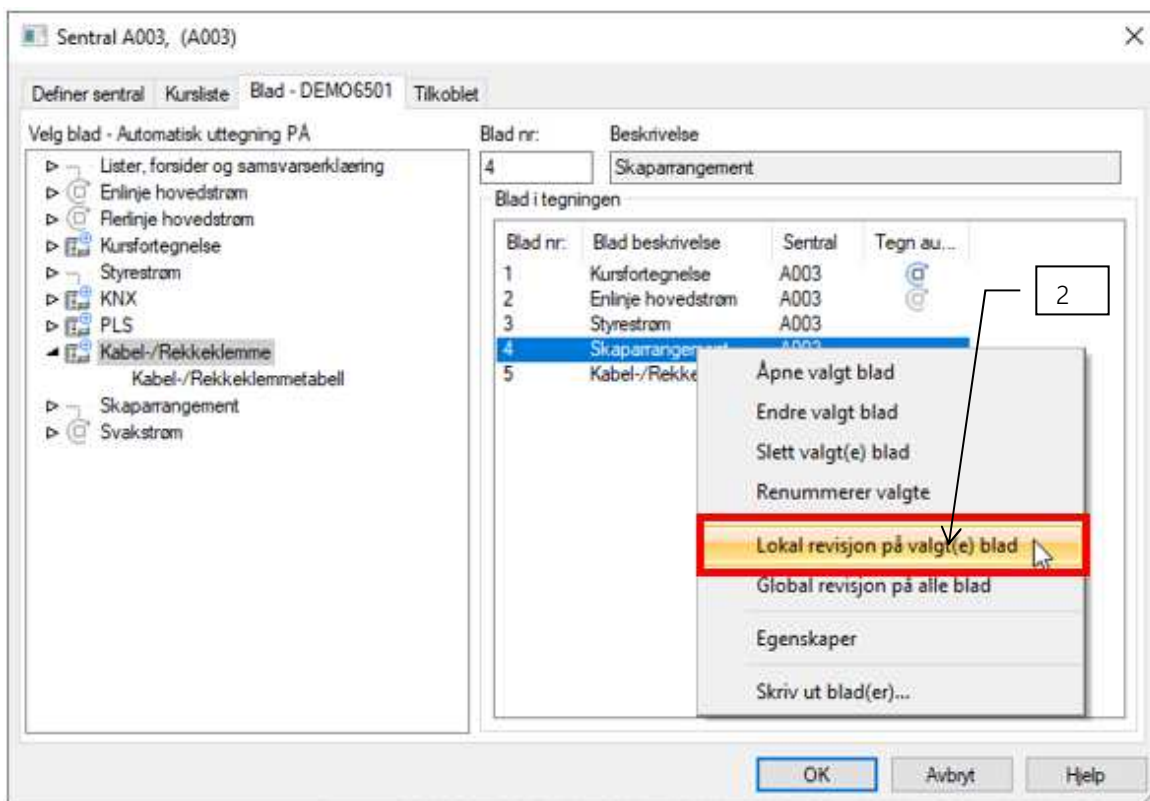 Sentral A003, (A003)
Definer sentral Kursliste Blad - DEMO6501 Tilkoblet
Velg blad - Automatisk uttegning PÅ
Lister, forsider og samsvarserklæring
Enlinje hovedstrøm
Flerlinje hovedstrøm
Kursfortegnelse
Styrestrøm
KNX
PLS
Kabel-/Rekkeklemme
Kabel-/Rekkeklemmetabell
Skaparrangement
Svakstrøm
Blad nr: Beskrivelse
4 Skaparrangement
Blad i tegningen
Blad nr: Blad beskrivelse Sentral Tegn au...
1 Kursfortegnelse A003
2 Enlinje hovedstrøm A003
3 Styrestrøm A003
4 Skaparrangement A003
5 Kabel-/Rekke
2
Åpne valgt blad
Endre valgt blad
Slett valgt(e) blad
Renummerer valgte
Lokal revisjon på valgt(e) blad
Global revisjon på alle blad
Egenskaper
Skriv ut blad(er)...
OK Avbryt Hjelp